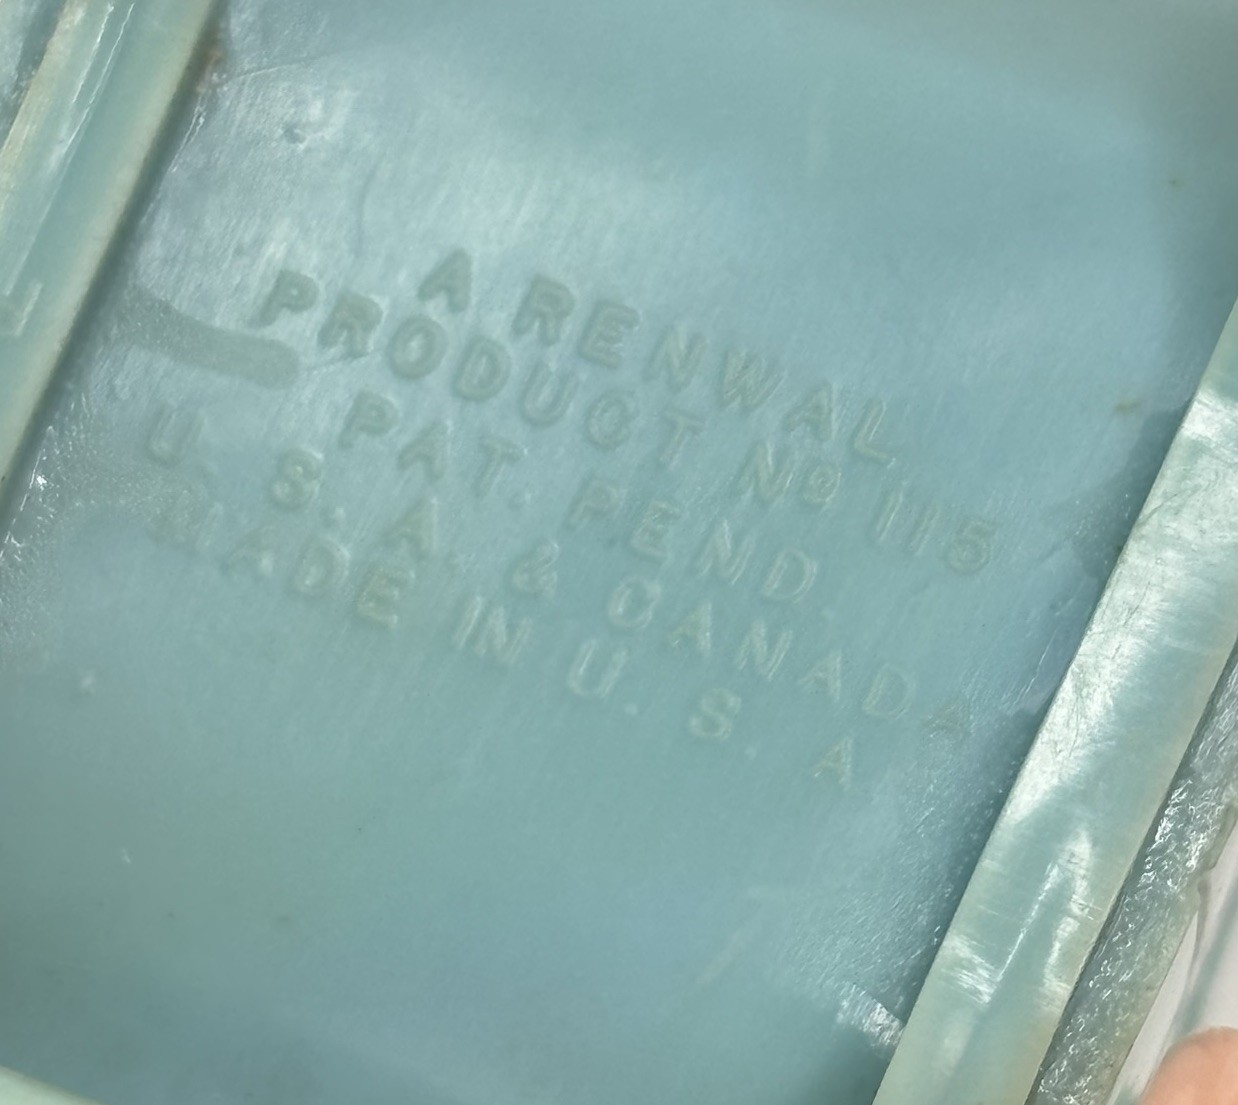 A RENWAL
PRODUCT Nº 115
PAT. PEND.
U. S. A. & CANADA
MADE IN U. S. A